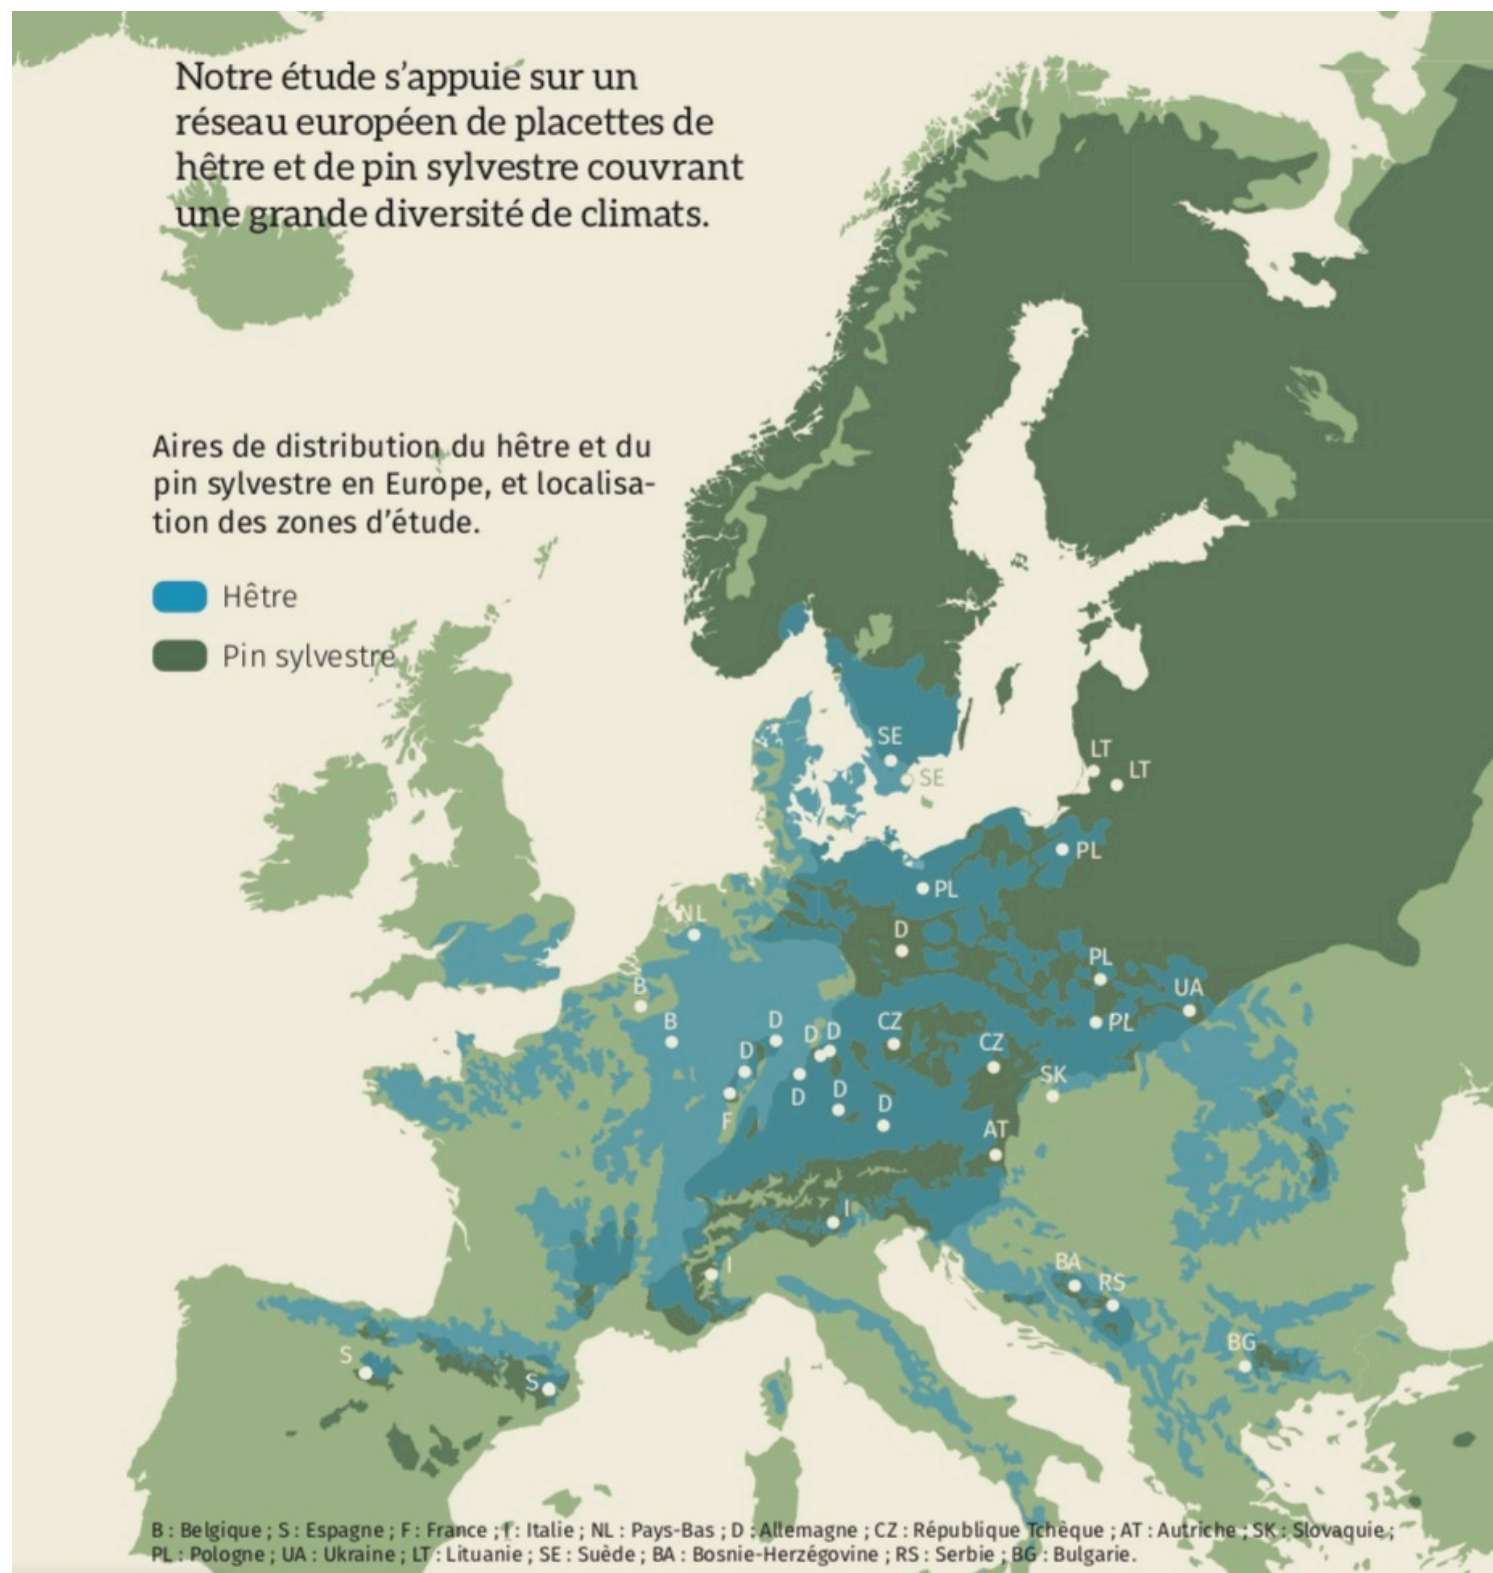 Notre étude s’appuie sur un
réseau européen de placettes de
hêtre et de pin sylvestre couvrant
une grande diversité de climats.
Aires de distribution du hêtre et du
pin sylvestre en Europe, et localisa-
tion des zones d’étude.
Hêtre
Pin sylvestre
SE
SE
LT
LT
PL
PL
NL
D
PL
B
UA
B
D
D
D
CZ
PL
D
CZ
SK
D
D
D
F
AT
I
I
BA
RS
BG
S
S
B : Belgique ; S : Espagne ; F : France ; I : Italie ; NL : Pays-Bas ; D : Allemagne ; CZ : République Tchèque ; AT : Autriche ; SK : Slovaquie ;
PL : Pologne ; UA : Ukraine ; LT : Lituanie ; SE : Suède ; BA : Bosnie-Herzégovine ; RS : Serbie ; BG : Bulgarie.